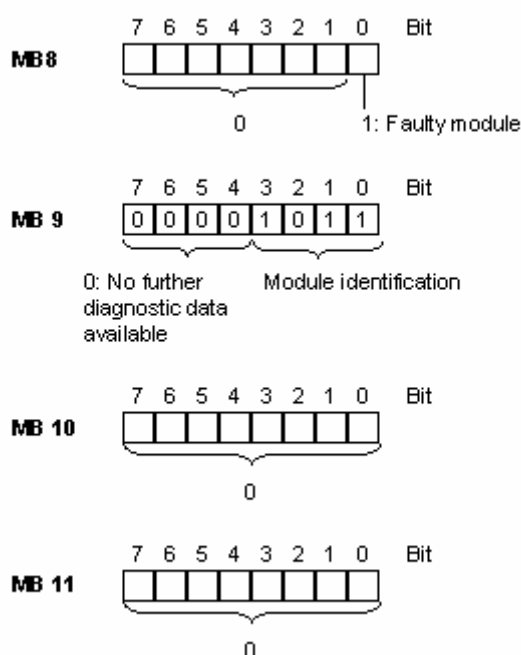 7 6 5 4 3 2 1 0 Bit
MB 8
0 1: Faulty module
7 6 5 4 3 2 1 0 Bit
MB 9 0 0 0 0 1 0 1 1
0: No further Module identification
diagnostic data
available
7 6 5 4 3 2 1 0 Bit
MB 10
0
7 6 5 4 3 2 1 0 Bit
MB 11
0